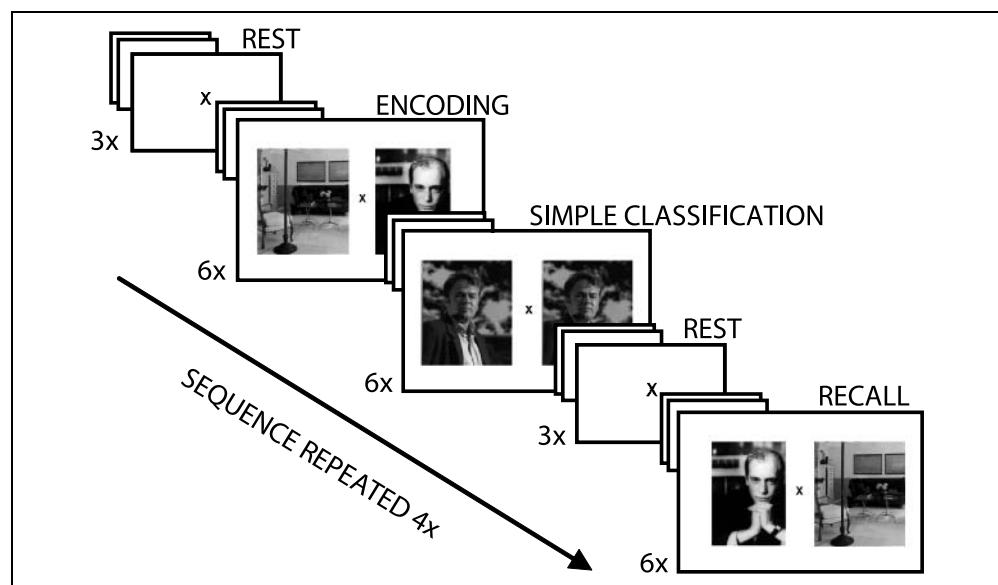 REST
x
3x
ENCODING
x
6x
SIMPLE CLASSIFICATION
x
6x
REST
x
3x
RECALL
x
6x
SEQUENCE REPEATED 4x